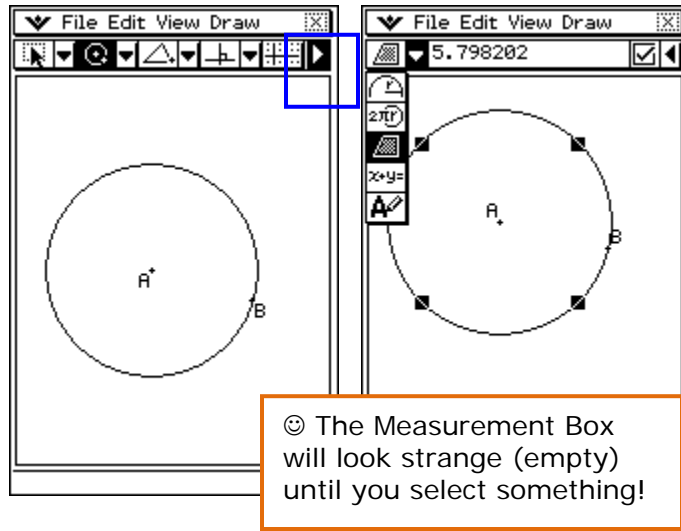 File Edit View Draw
A
B
File Edit View Draw
5.798202
r
2πr
x+y=
A
A
B
☺ The Measurement Box
will look strange (empty)
until you select something!